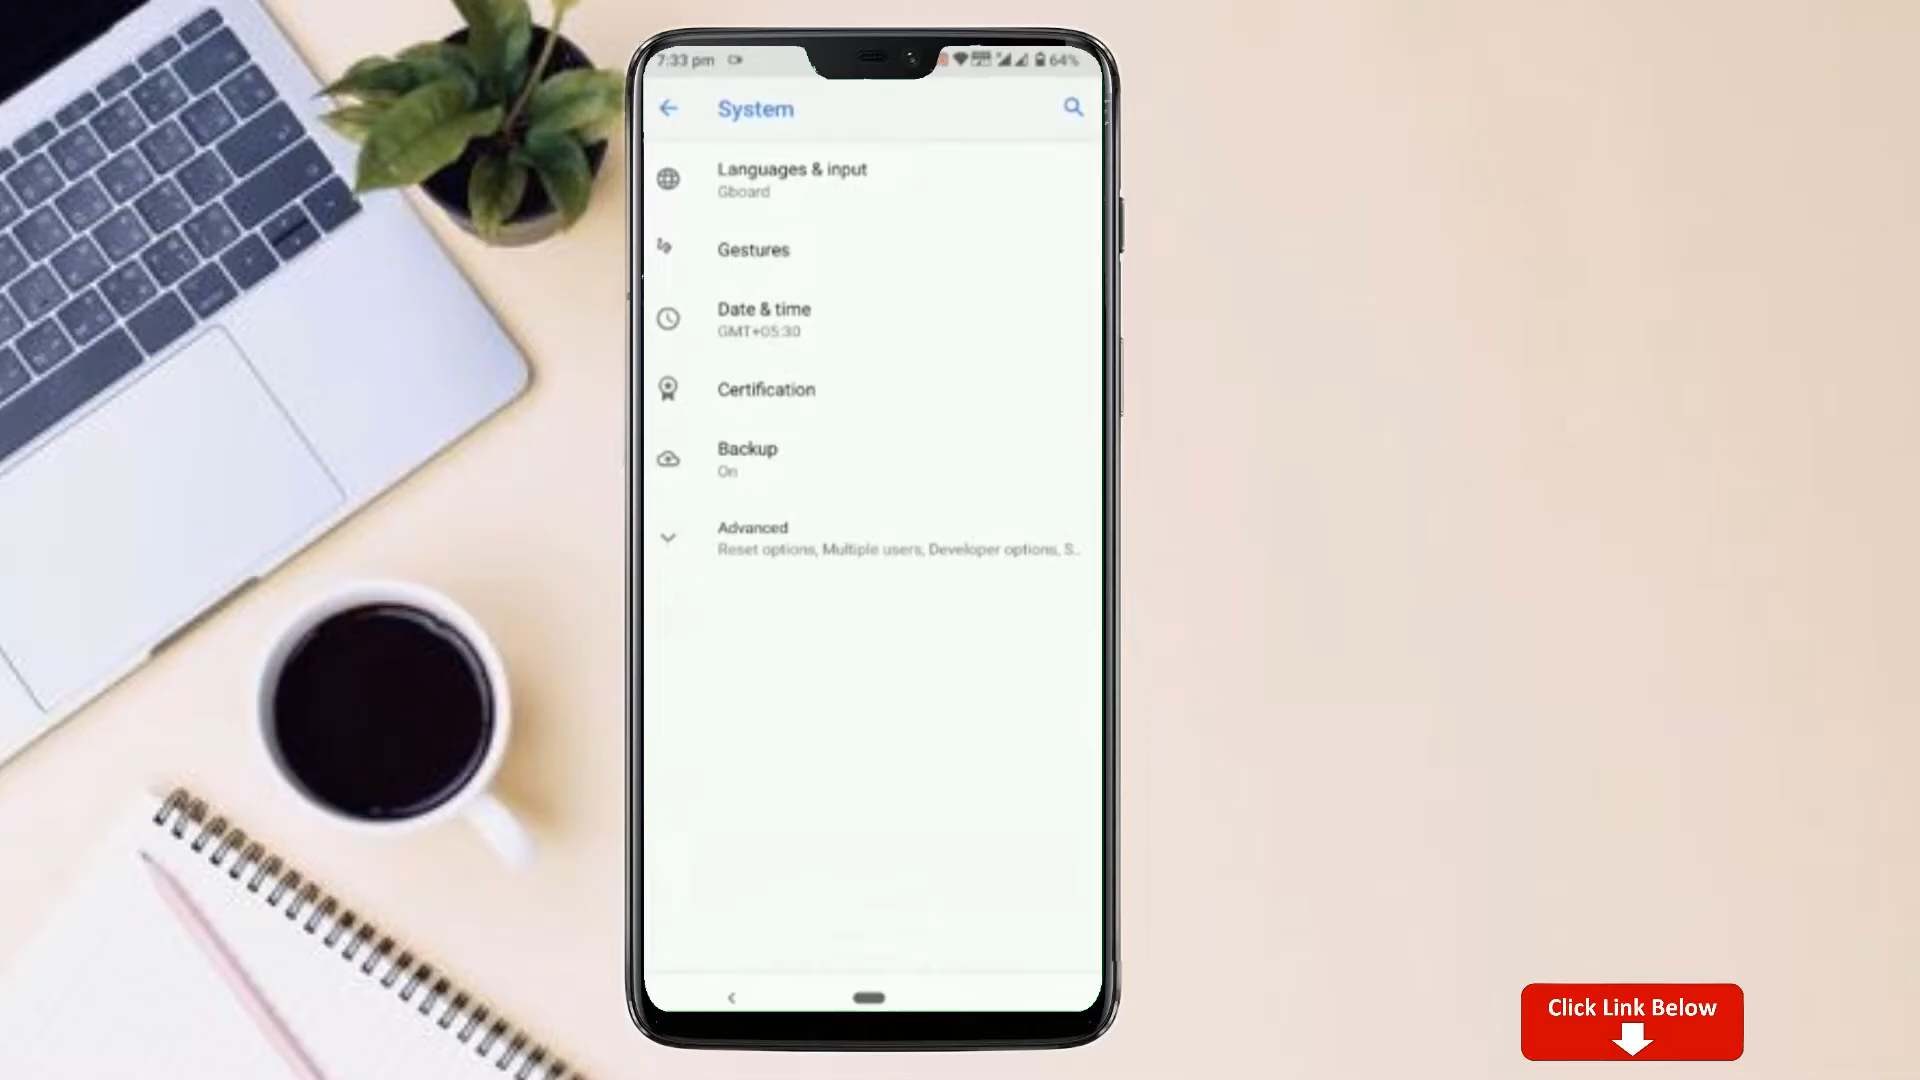 7:33 pm
64%
System
Languages & input
Gboard
Gestures
Date & time
GMT+05:30
Certification
Backup
On
Advanced
Reset options, Multiple users, Developer options, S..
Click Link Below